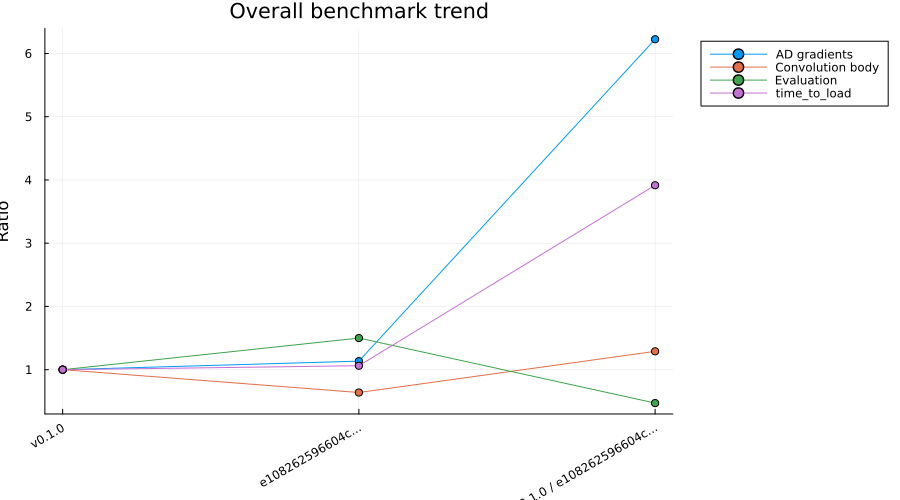 Overall benchmark trend
AD gradients
Convolution body
Evaluation
time_to_load
Ratio
6
5
4
3
2
1
v0.1.0
e108262596604c...
.1.0 / e108262596604c...